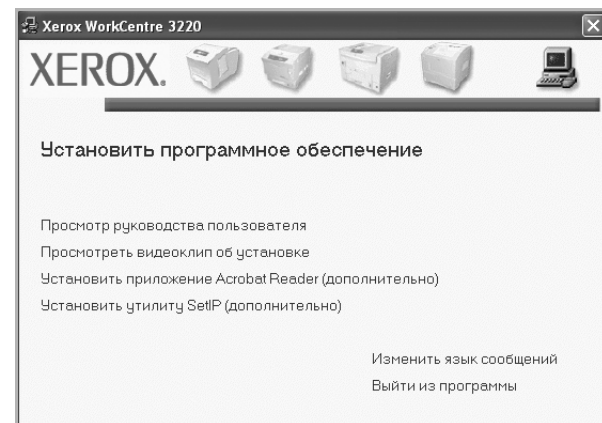 Xerox WorkCentre 3220
XEROX.
Установить программное обеспечение
Просмотр руководства пользователя
Просмотреть видеоклип об установке
Установить приложение Acrobat Reader (дополнительно)
Установить утилиту SetIP (дополнительно)
Изменить язык сообщений
Выйти из программы